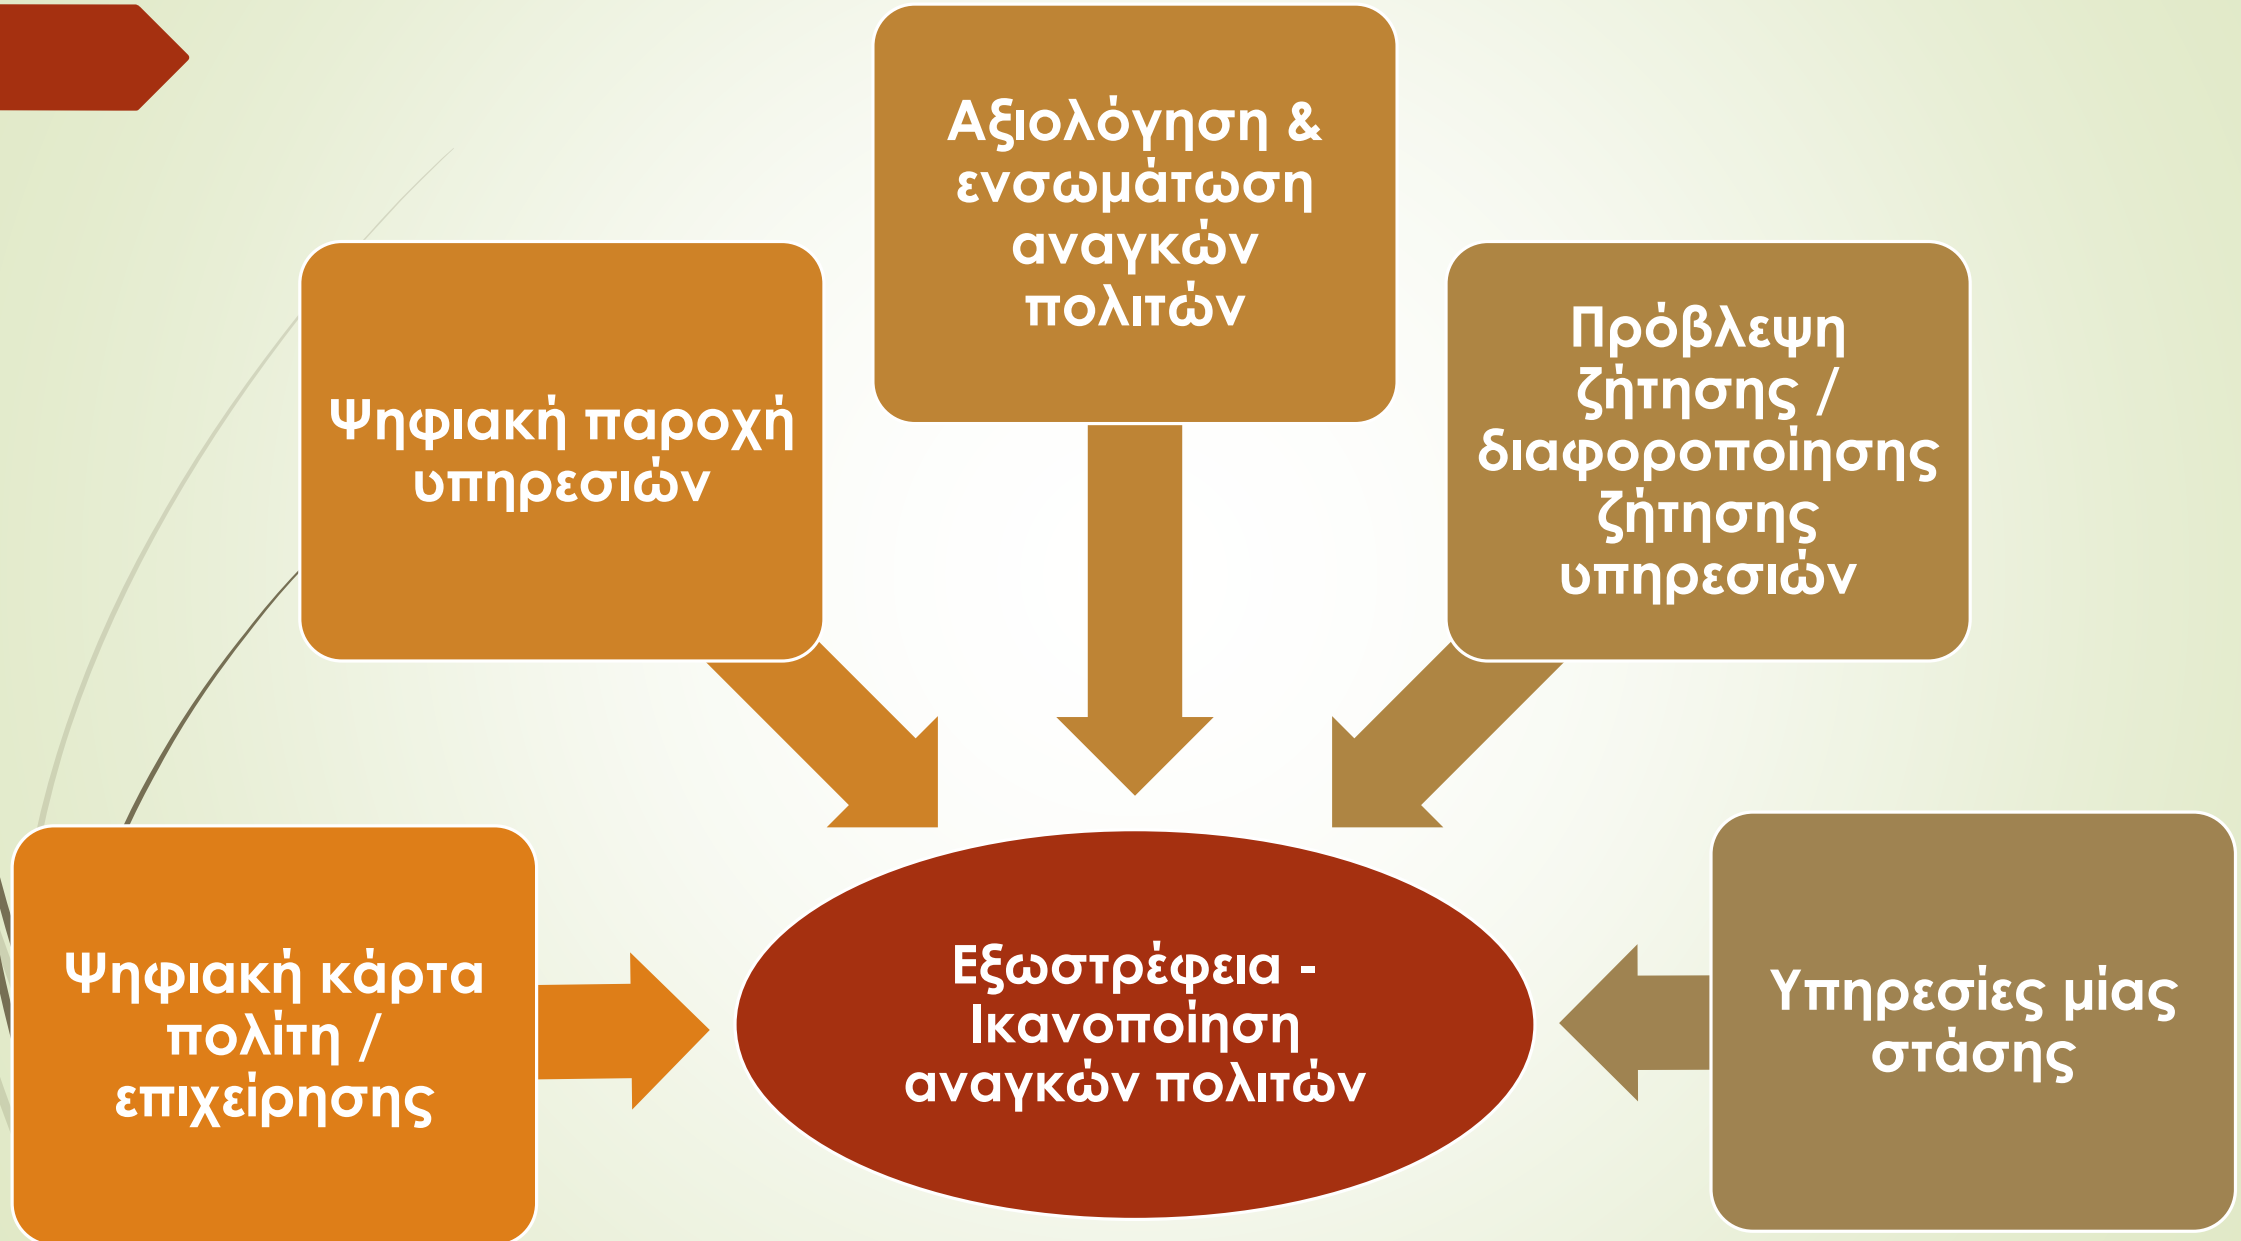 Αξιολόγηση &
ενσωμάτωση
αναγκών
πολιτών
Ψηφιακή παροχή
υπηρεσιών
Πρόβλεψη
ζήτησης /
διαφοροποίησης
ζήτησης
υπηρεσιών
Ψηφιακή κάρτα
πολίτη /
επιχείρησης
Εξωστρέφεια -
Ικανοποίηση
αναγκών πολιτών
Υπηρεσίες μίας
στάσης